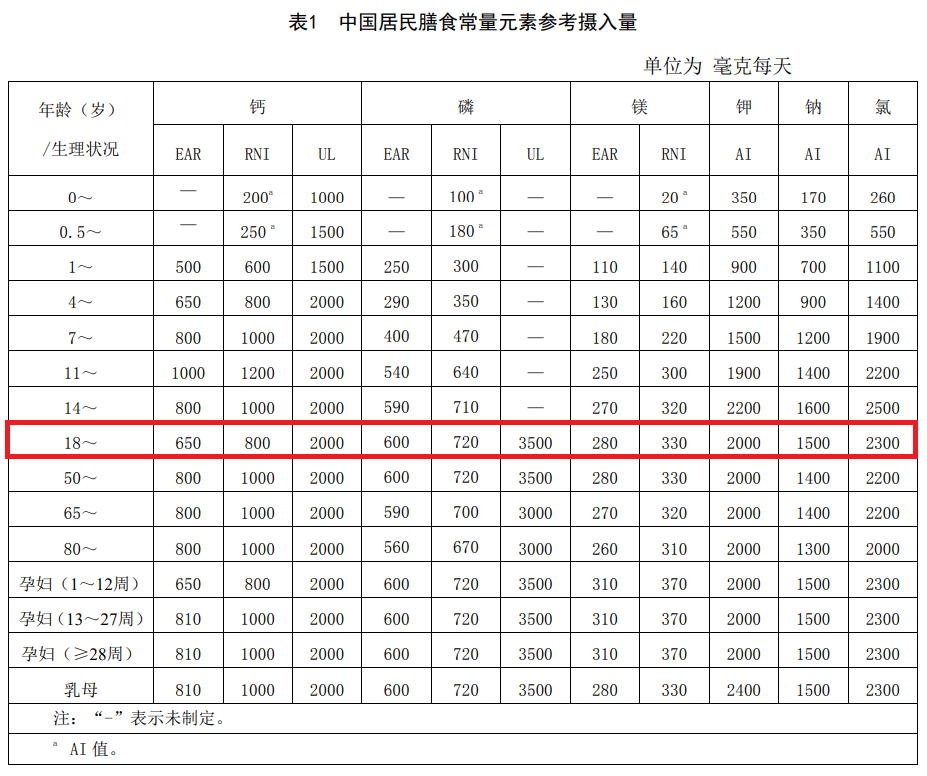 表1 中国居民膳食常量元素参考摄入量
单位为 毫克每天
年龄（岁）/生理状况 钙 磷 镁 钾 钠 氯
EAR RNI UL EAR RNI UL EAR RNI AI AI AI
0～ — 200ᵃ 1000 — 100ᵃ — — 20ᵃ 350 170 260
0.5～ — 250ᵃ 1500 — 180ᵃ — — 65ᵃ 550 350 550
1～ 500 600 1500 250 300 — 110 140 900 700 1100
4～ 650 800 2000 290 350 — 130 160 1200 900 1400
7～ 800 1000 2000 400 470 — 180 220 1500 1200 1900
11～ 1000 1200 2000 540 640 — 250 300 1900 1400 2200
14～ 800 1000 2000 590 710 — 270 320 2200 1600 2500
18～ 650 800 2000 600 720 3500 280 330 2000 1500 2300
50～ 800 1000 2000 600 720 3500 280 330 2000 1400 2200
65～ 800 1000 2000 590 700 3000 270 320 2000 1400 2200
80～ 800 1000 2000 560 670 3000 260 310 2000 1300 2000
孕妇（1～12周） 650 800 2000 600 720 3500 310 370 2000 1500 2300
孕妇（13～27周） 810 1000 2000 600 720 3500 310 370 2000 1500 2300
孕妇（≥28周） 810 1000 2000 600 720 3500 310 370 2000 1500 2300
乳母 810 1000 2000 600 720 3500 280 330 2400 1500 2300
注：“-”表示未制定。
ᵃ AI 值。